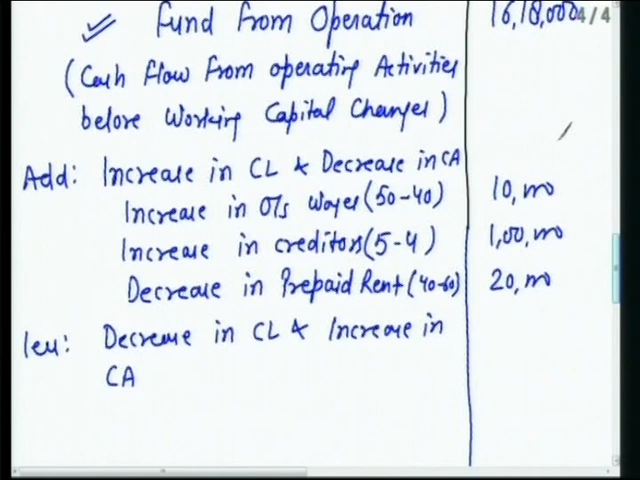 ✓ Fund From Operation 16,18,000
4/4
(Cash flow From operating Activities
before Working Capital Changes)
Add: Increase in CL & Decrease in CA
Increase in O/s Wages (50-40) 10,000
Increase in creditors (5-4) 1,00,000
Decrease in Prepaid Rent (40-60) 20,000
less: Decrease in CL & Increase in
CA